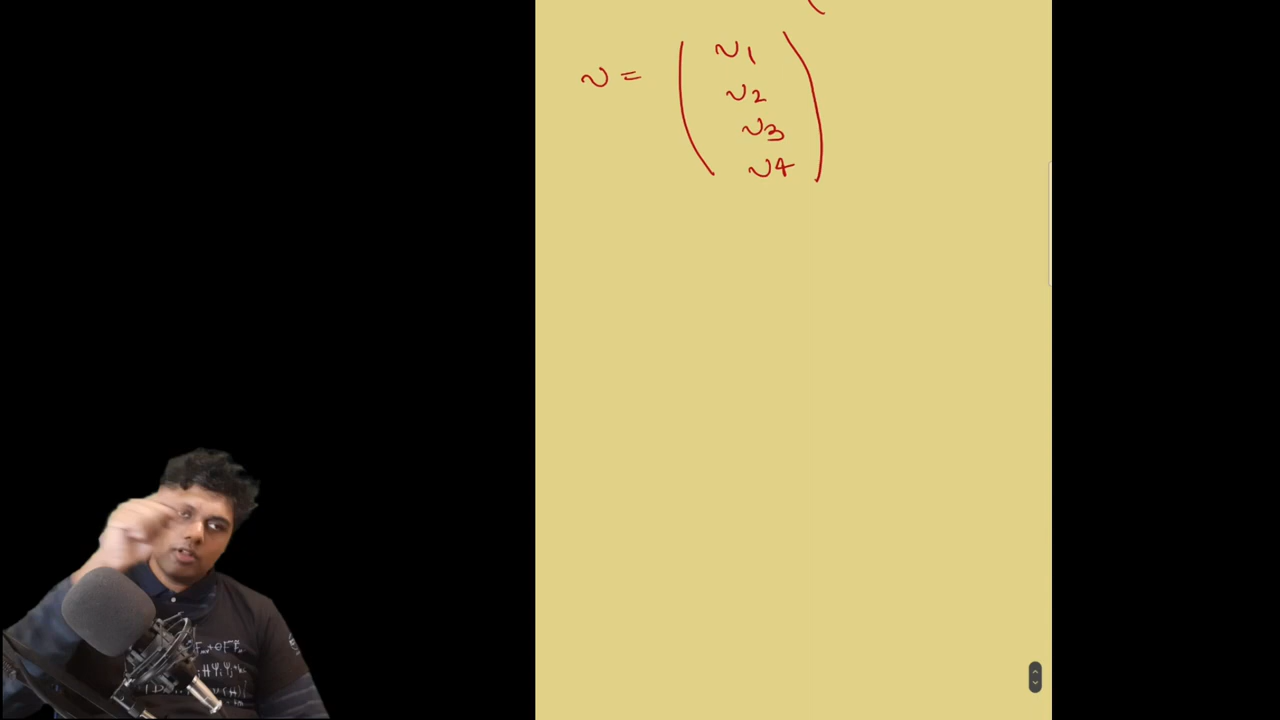 v = ( v1
v2
v3
v4 )